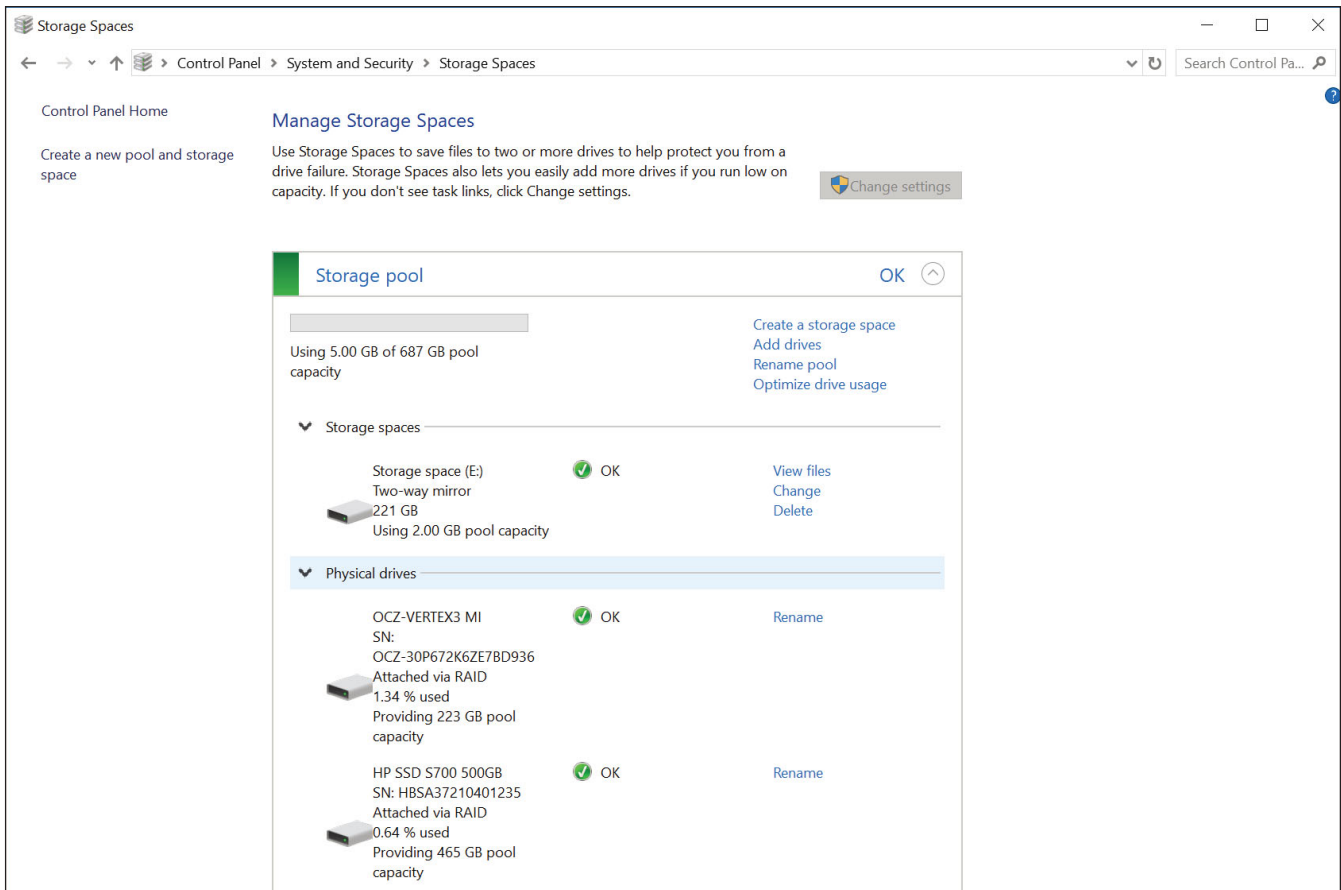 Storage Spaces
Control Panel > System and Security > Storage Spaces
Search Control Pa...
?
Control Panel Home
Create a new pool and storage
space
Manage Storage Spaces
Use Storage Spaces to save files to two or more drives to help protect you from a
drive failure. Storage Spaces also lets you easily add more drives if you run low on
capacity. If you don't see task links, click Change settings.
Change settings
Storage pool
OK
Using 5.00 GB of 687 GB pool
capacity
Create a storage space
Add drives
Rename pool
Optimize drive usage
Storage spaces
Storage space (E:)
Two-way mirror
221 GB
Using 2.00 GB pool capacity
OK
View files
Change
Delete
Physical drives
OCZ-VERTEX3 MI
SN:
OCZ-30P672K6ZE7BD936
Attached via RAID
1.34 % used
Providing 223 GB pool
capacity
OK
Rename
HP SSD S700 500GB
SN: HBSA37210401235
Attached via RAID
0.64 % used
Providing 465 GB pool
capacity
OK
Rename